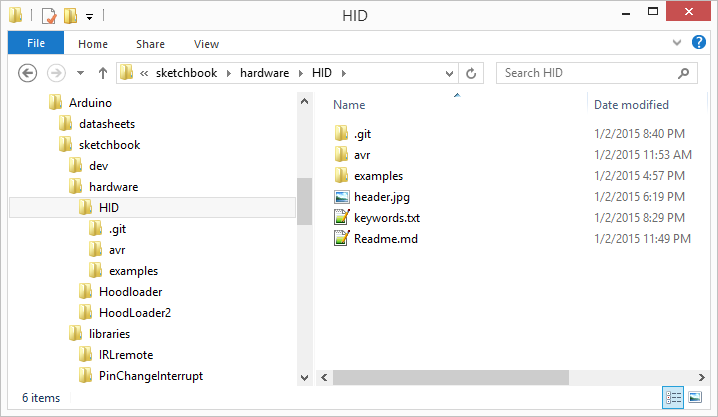 HID
File Home Share View
« sketchbook hardware HID Search HID
Arduino
datasheets
sketchbook
dev
hardware
HID
.git
avr
examples
Hoodloader
HoodLoader2
libraries
IRLremote
PinChangeInterrupt
Name Date modified
.git 1/2/2015 8:40 PM
avr 1/2/2015 11:53 AM
examples 1/2/2015 4:57 PM
header.jpg 1/2/2015 6:19 PM
keywords.txt 1/2/2015 8:29 PM
Readme.md 1/2/2015 11:49 PM
6 items